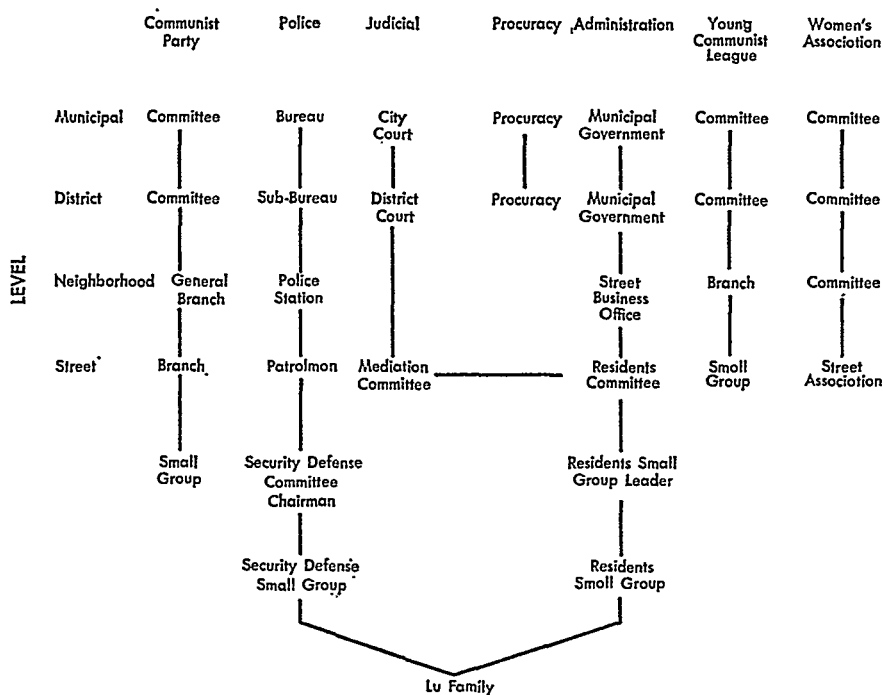 Communist Party
Police
Judicial
Procuracy
Administration
Young Communist League
Women's Association
LEVEL
Municipal
Committee
Bureau
City Court
Procuracy
Municipal Government
Committee
Committee
District
Committee
Sub-Bureau
District Court
Procuracy
Municipal Government
Committee
Committee
Neighborhood
General Branch
Police Station
Street Business Office
Branch
Committee
Street
Branch
Patrolmon
Mediation Committee
Residents Committee
Small Group
Street Association
Small Group
Security Defense Committee Chairman
Residents Small Group Leader
Security Defense Small Group
Residents Smoll Group
Lu Family